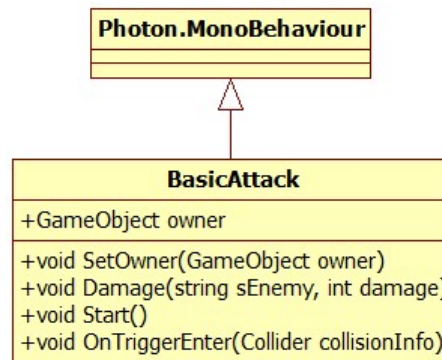 Photon.MonoBehaviour
BasicAttack
+GameObject owner
+void SetOwner(GameObject owner)
+void Damage(string sEnemy, int damage)
+void Start()
+void OnTriggerEnter(Collider collisionInfo)